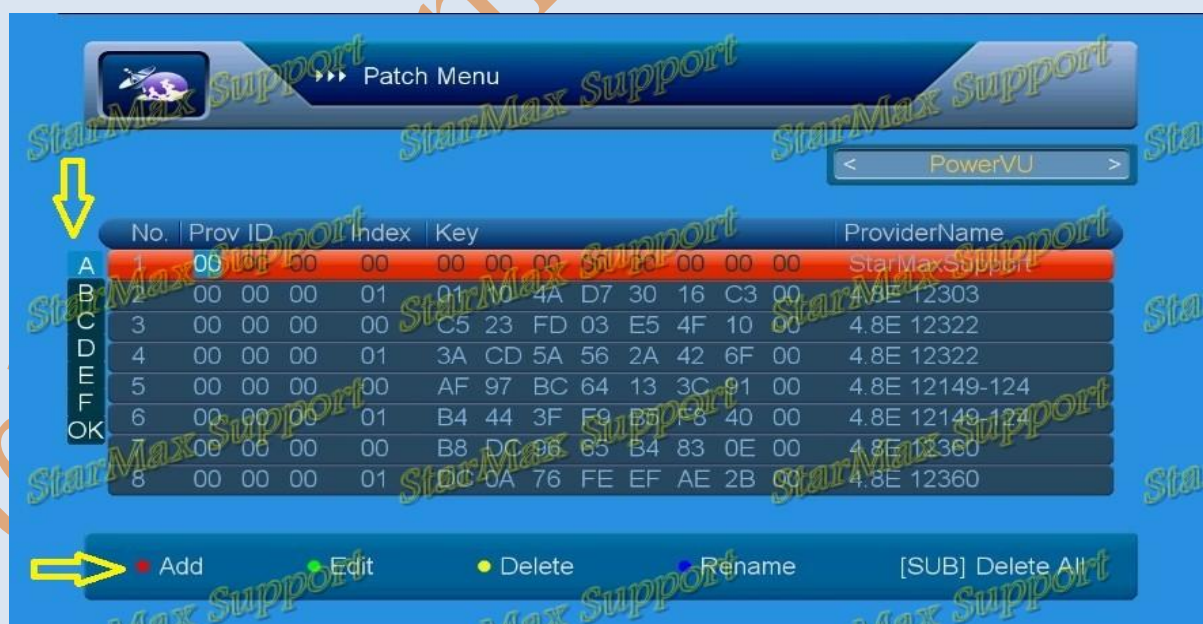 Patch Menu
< PowerVU >
No. Prov ID Index Key ProviderName
A
B
C
D
E
F
OK
1 00 00 00 00 00 00 00 00 00 00 00 00 StarMaxSupport
2 00 00 00 01 01 10 4A D7 30 16 C3 00 4.8E 12303
3 00 00 00 00 C5 23 FD 03 E5 4F 10 00 4.8E 12322
4 00 00 00 01 3A CD 5A 56 2A 42 6F 00 4.8E 12322
5 00 00 00 00 AF 97 BC 64 13 3C 91 00 4.8E 12149-124
6 00 00 00 01 B4 44 3F 40 00 4.8E 12149-124
7 00 00 00 00 B8 DC 96 65 B4 83 0E 00 4.8E 12360
8 00 00 00 01 DC 0A 76 FE EF AE 2B 00 4.8E 12360
Add Edit Delete Rename [SUB] Delete All
StarMax Support